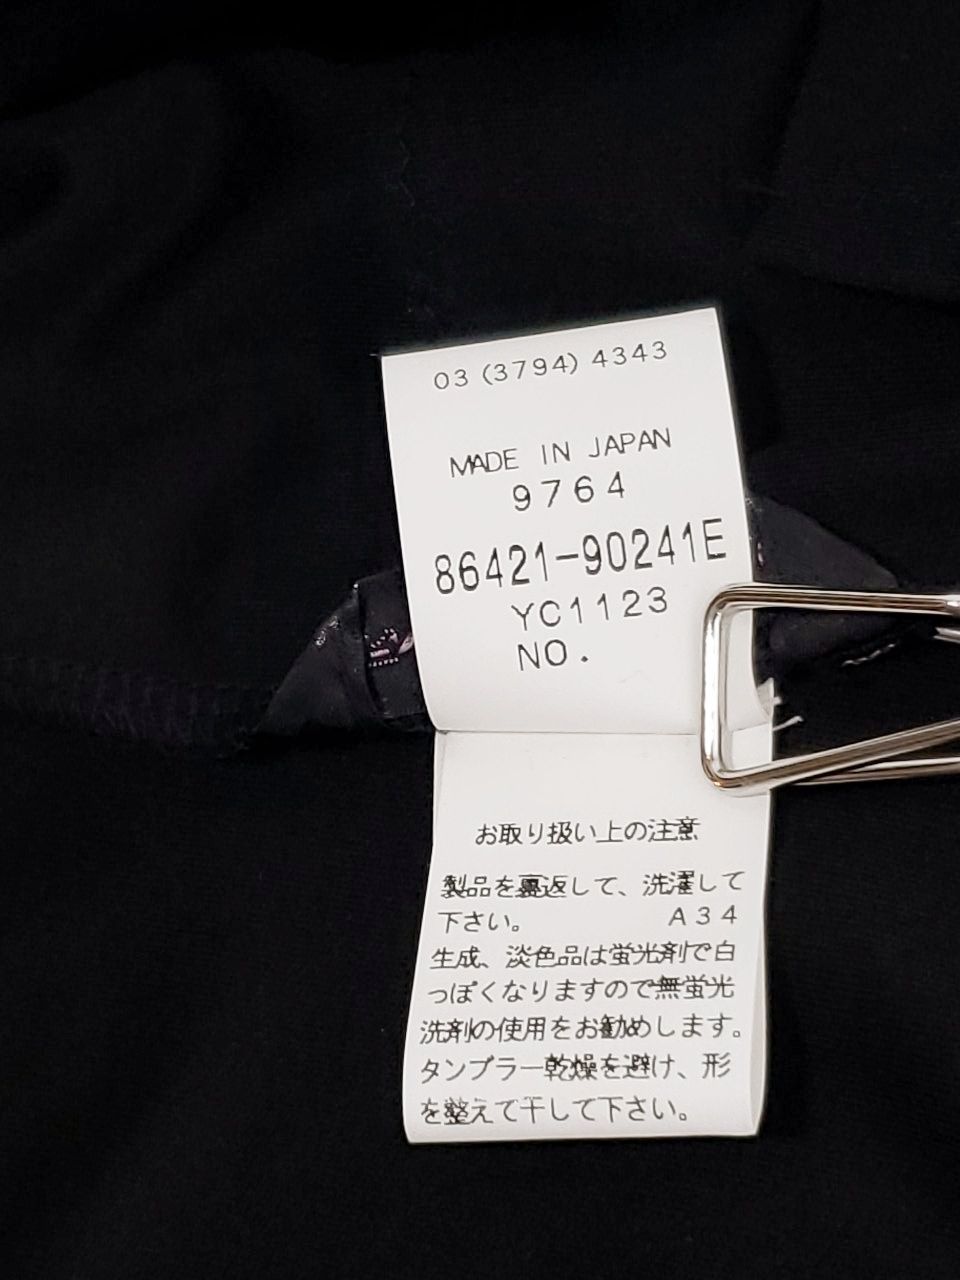 03 (3794) 4343
MADE IN JAPAN
9764
86421-90241E
YC1123
NO.
お取り扱い上の注意
製品を裏返して、洗濯して
下さい。 A34
生成、淡色品は蛍光剤で白
っぽくなりますので無蛍光
洗剤の使用をお勧めします。
タンブラー乾燥を避け、形
を整えて干して下さい。